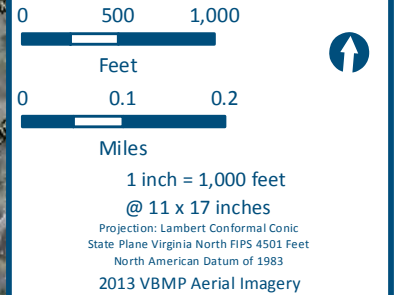 0 500 1,000
Feet
0 0.1 0.2
Miles
1 inch = 1,000 feet
@ 11 x 17 inches
Projection: Lambert Conformal Conic
State Plane Virginia North FIPS 4501 Feet
North American Datum of 1983
2013 VBMP Aerial Imagery